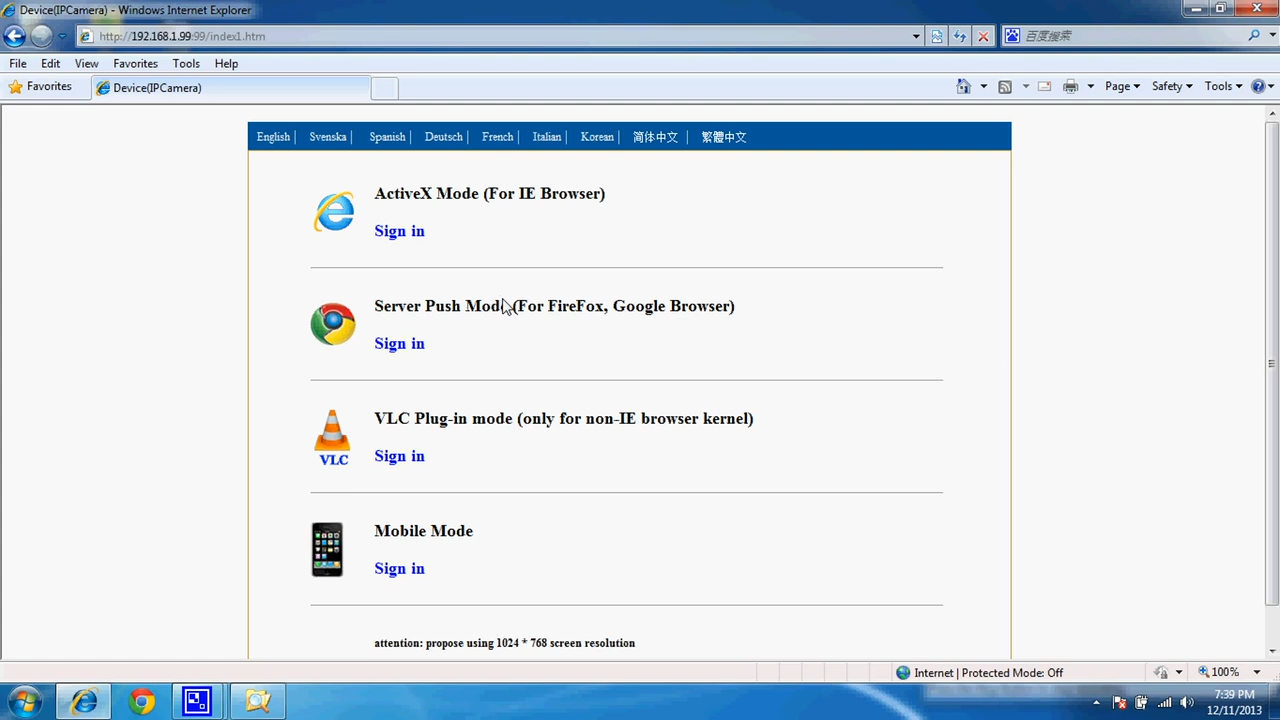 Device(IPCamera) - Windows Internet Explorer
http://192.168.1.99:99/index1.htm
百度搜索
File Edit View Favorites Tools Help
Favorites Device(IPCamera) Page Safety Tools
English | Svenska | Spanish | Deutsch | French | Italian | Korean | 简体中文 | 繁體中文
ActiveX Mode (For IE Browser)
Sign in
Server Push Mode (For FireFox, Google Browser)
Sign in
VLC Plug-in mode (only for non-IE browser kernel)
VLC
Sign in
Mobile Mode
Sign in
attention: propose using 1024 * 768 screen resolution
Internet | Protected Mode: Off 100%
7:39 PM
12/11/2013